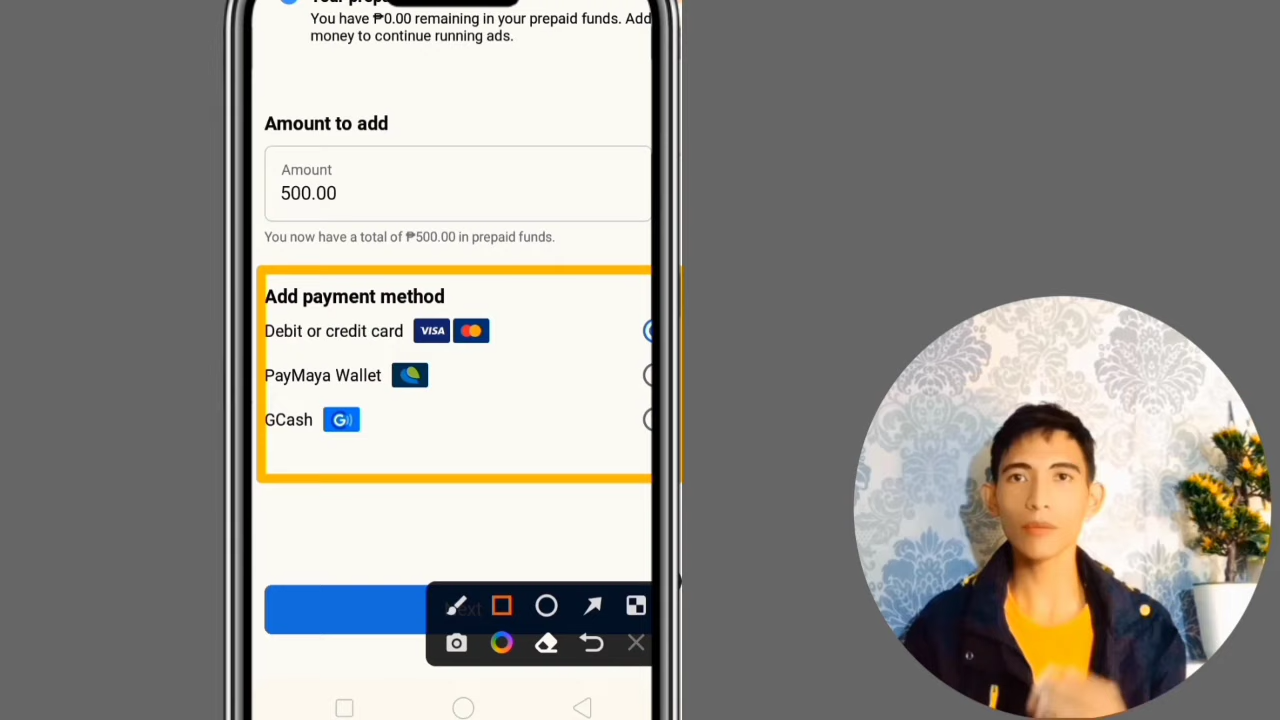 You have ₱0.00 remaining in your prepaid funds. Add
money to continue running ads.
Amount to add
Amount
500.00
You now have a total of ₱500.00 in prepaid funds.
Add payment method
Debit or credit card VISA
PayMaya Wallet
GCash G